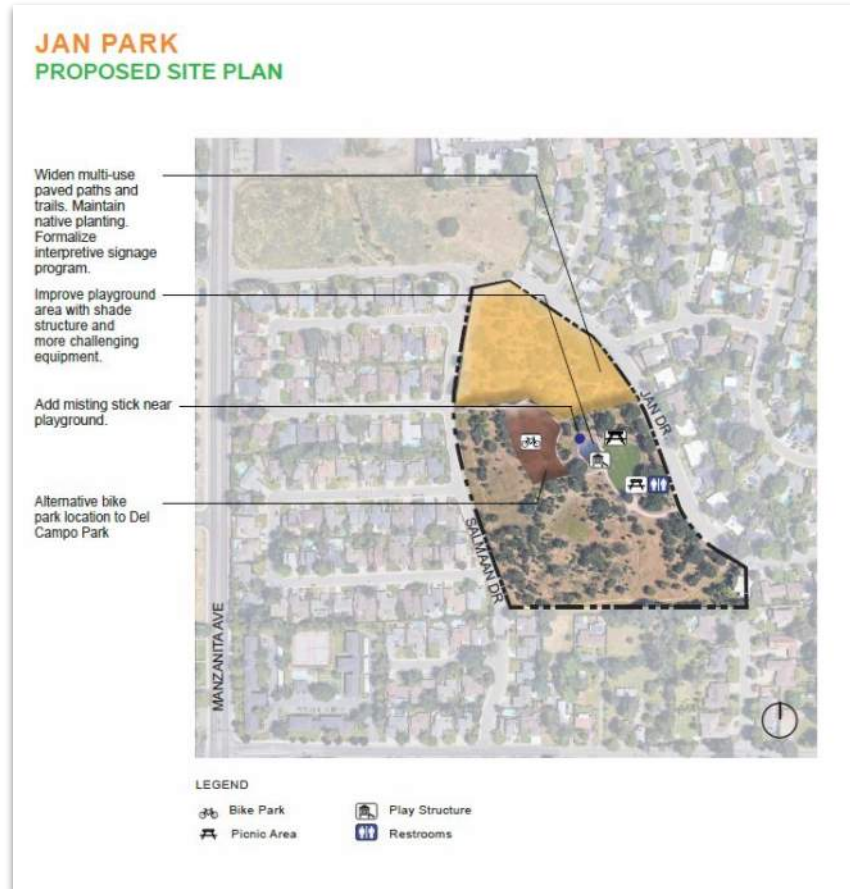 JAN PARK
PROPOSED SITE PLAN
Widen multi-use
paved paths and
trails. Maintain
native planting.
Formalize
interpretive signage
program.
Improve playground
area with shade
structure and
more challenging
equipment.
Add misting stick near
playground.
Alternative bike
park location to Del
Campo Park
JAN DR
SALMAAN DR
MANZANITA AVE
LEGEND
Bike Park
Play Structure
Picnic Area
Restrooms